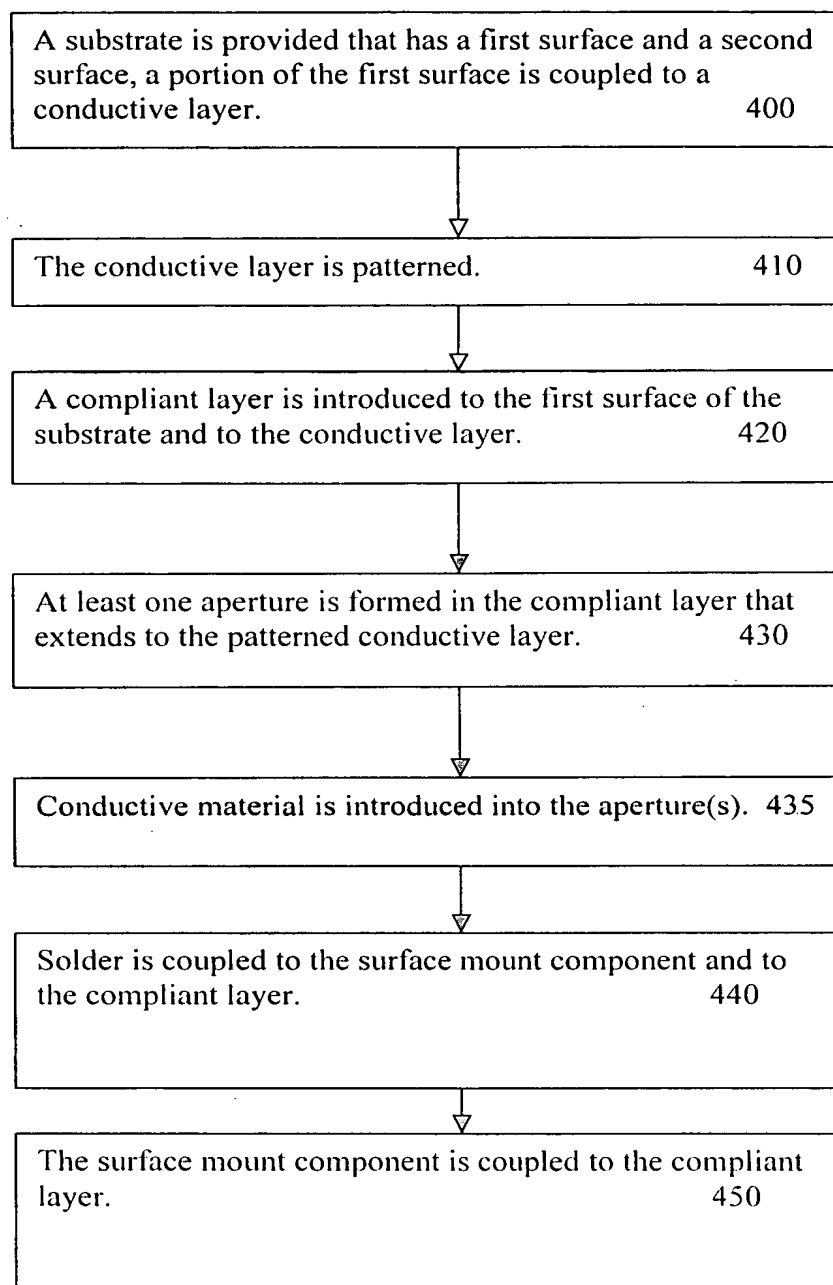 A substrate is provided that has a first surface and a second
surface, a portion of the first surface is coupled to a
conductive layer. 400
The conductive layer is patterned. 410
A compliant layer is introduced to the first surface of the
substrate and to the conductive layer. 420
At least one aperture is formed in the compliant layer that
extends to the patterned conductive layer. 430
Conductive material is introduced into the aperture(s). 435
Solder is coupled to the surface mount component and to
the compliant layer. 440
The surface mount component is coupled to the compliant
layer. 450